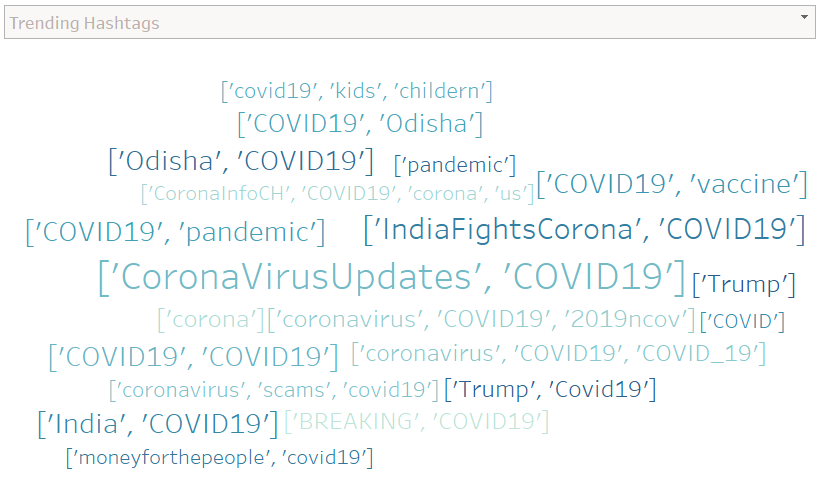 Trending Hashtags
['covid19', 'kids', 'childern']
['COVID19', 'Odisha']
['Odisha', 'COVID19'] ['pandemic']
['CoronaInfoCH', 'COVID19', 'corona', 'us'] ['COVID19', 'vaccine']
['COVID19', 'pandemic'] ['IndiaFightsCorona', 'COVID19']
['CoronaVirusUpdates', 'COVID19'] ['Trump']
['corona'] ['coronavirus', 'COVID19', '2019ncov'] ['COVID']
['COVID19', 'COVID19'] ['coronavirus', 'COVID19', 'COVID_19']
['coronavirus', 'scams', 'covid19'] ['Trump', 'Covid19']
['India', 'COVID19'] ['BREAKING', 'COVID19']
['moneyforthepeople', 'covid19']